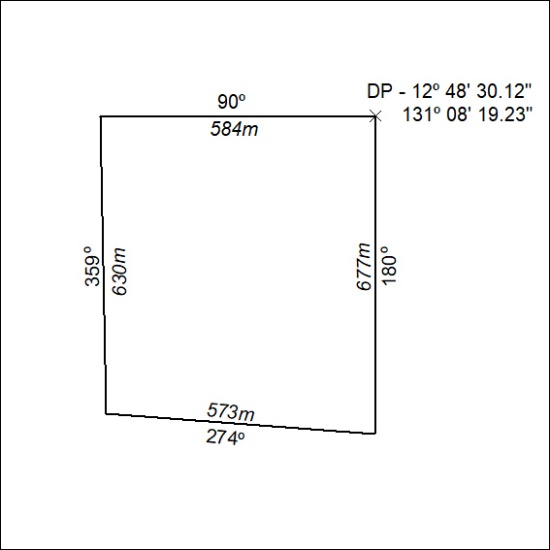 DP - 12º 48' 30.12"
131º 08' 19.23"
90º
584m
359º
630m
677m
180º
573m
274º